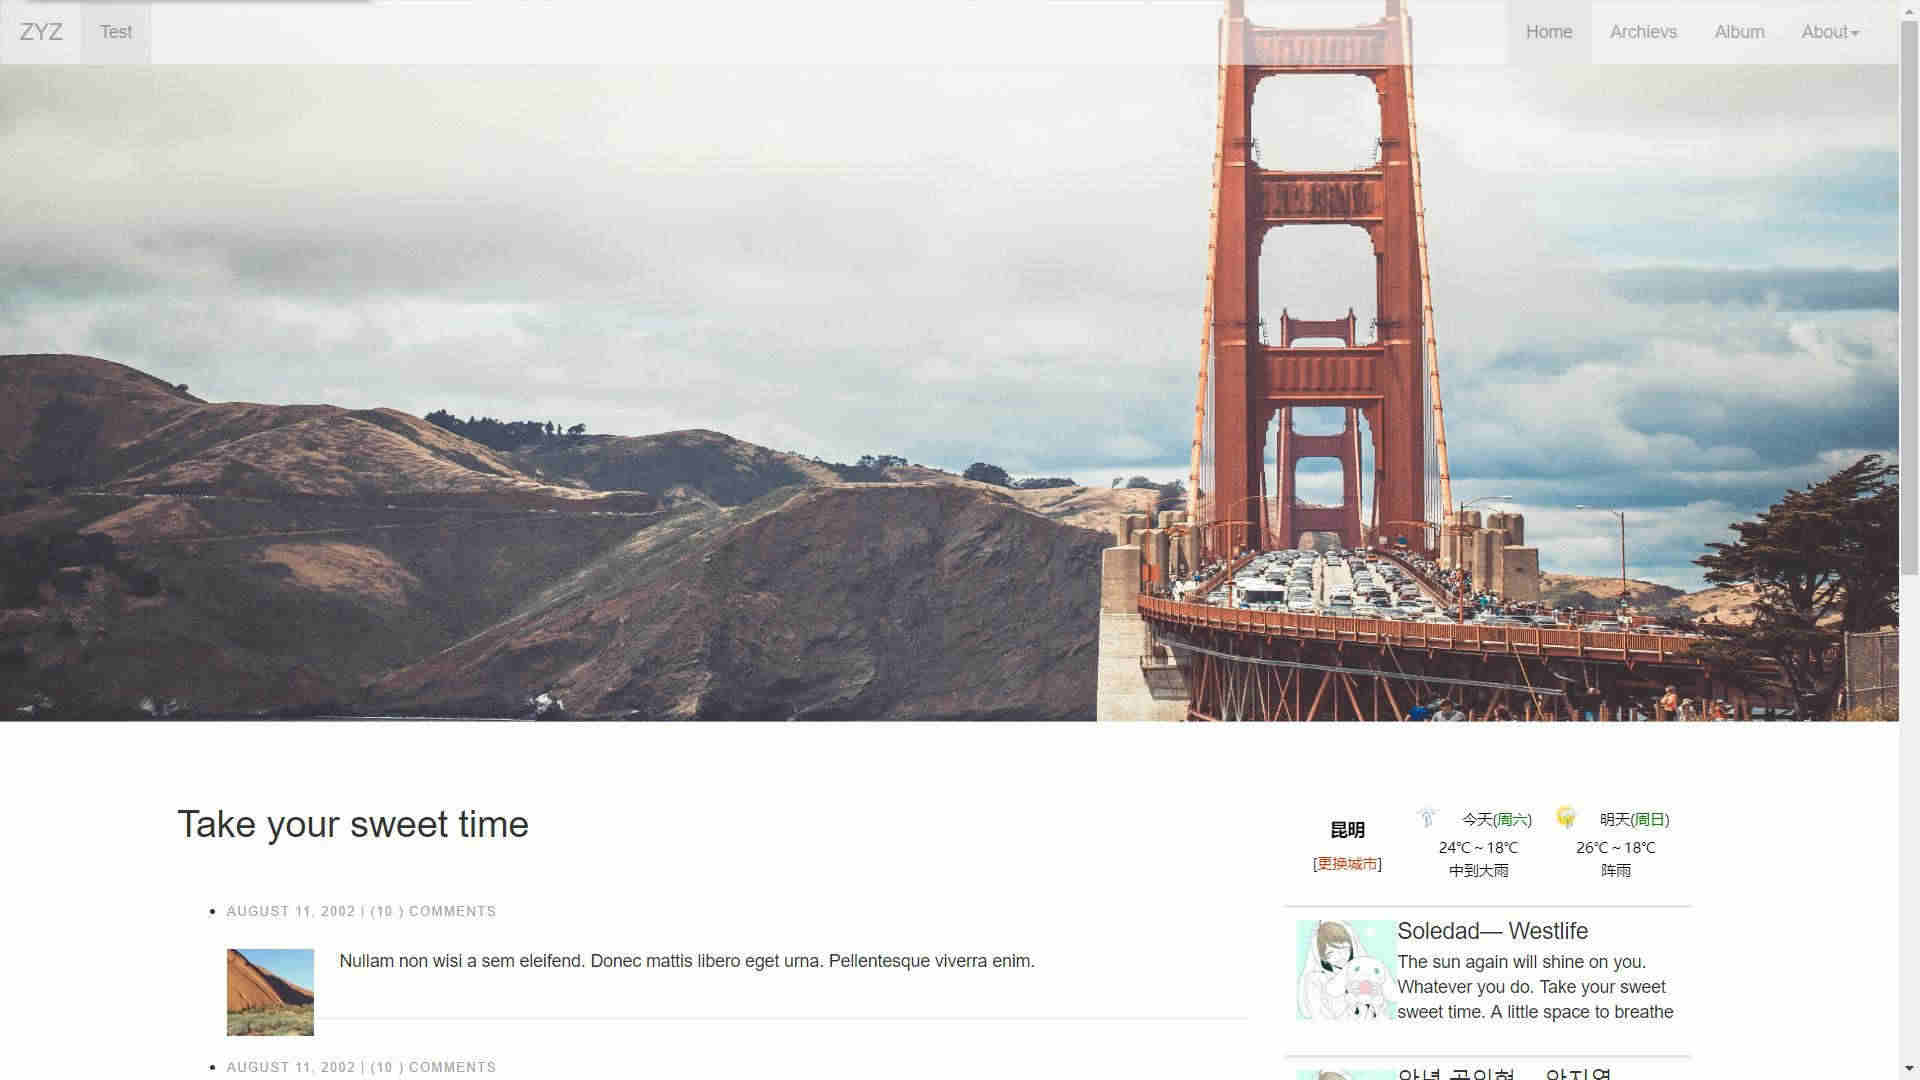 ZYZ Test Home Archievs Album About
Take your sweet time
AUGUST 11, 2002 | (10 ) COMMENTS
Nullam non wisi a sem eleifend. Donec mattis libero eget urna. Pellentesque viverra enim.
AUGUST 11, 2002 | (10 ) COMMENTS
昆明
[更换城市]
今天(周六)
24℃ ~ 18℃
中到大雨
明天(周日)
26℃ ~ 18℃
阵雨
Soledad— Westlife
The sun again will shine on you.
Whatever you do. Take your sweet
sweet time. A little space to breathe